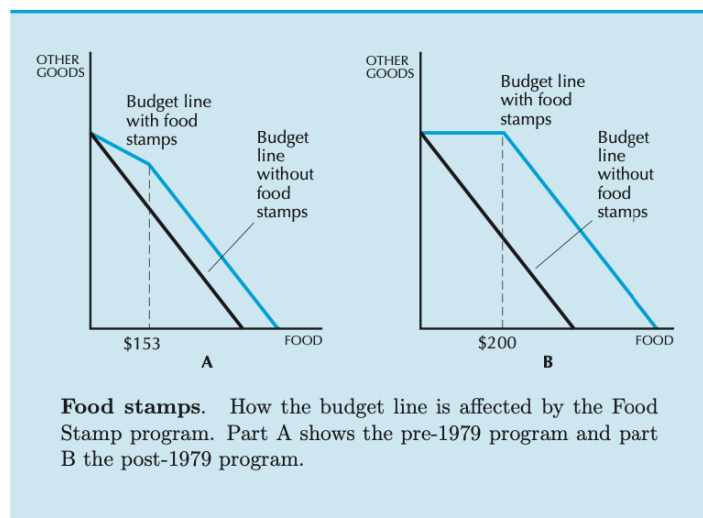 OTHER
GOODS
Budget line
with food
stamps
Budget
line
without
food
stamps
$153
FOOD
A
OTHER
GOODS
Budget line
with food
stamps
Budget
line
without
food
stamps
$200
FOOD
B
Food stamps. How the budget line is affected by the Food
Stamp program. Part A shows the pre-1979 program and part
B the post-1979 program.